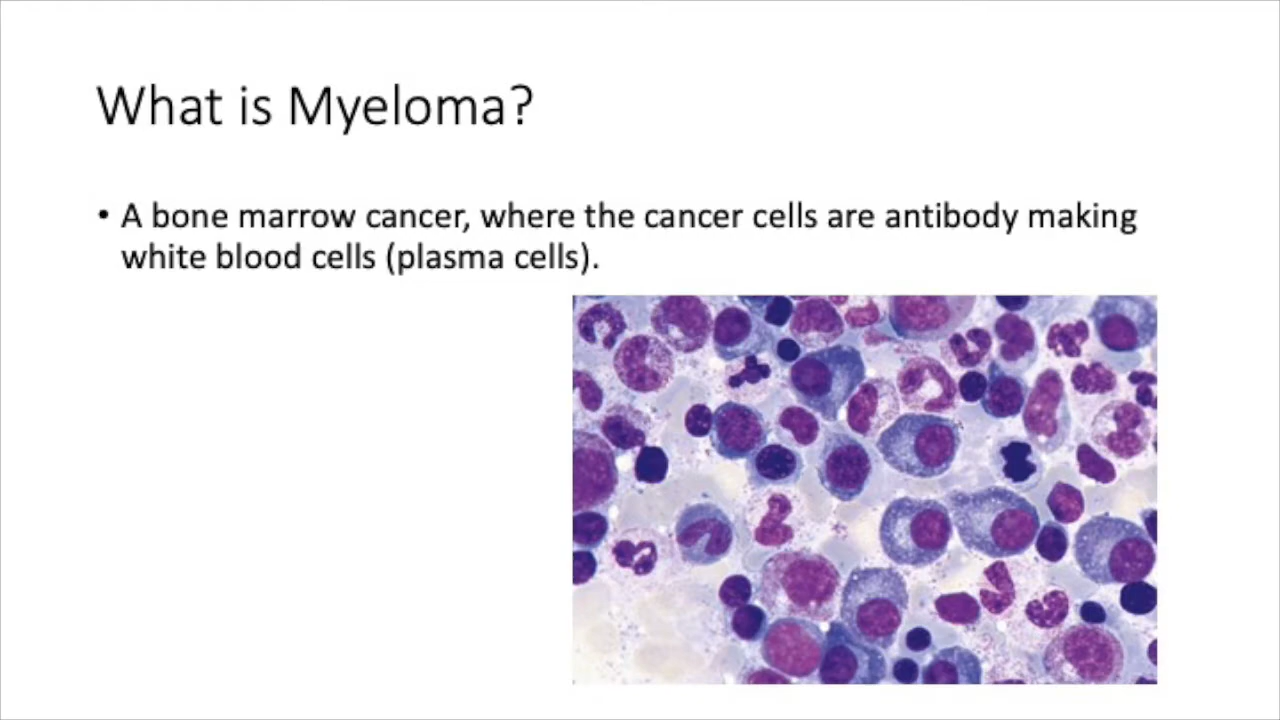 What is Myeloma?
• A bone marrow cancer, where the cancer cells are antibody making
white blood cells (plasma cells).